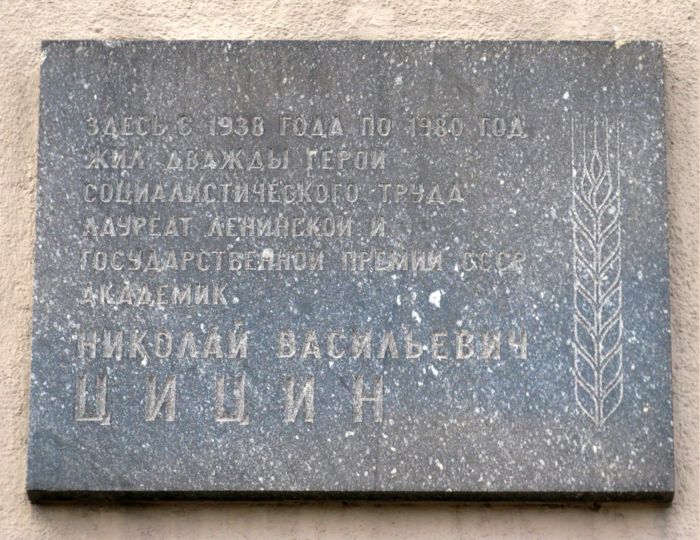 ЗДЕСЬ С 1938 ГОДА ПО 1980 ГОД
ЖИЛ ДВАЖДЫ ГЕРОЙ
СОЦИАЛИСТИЧЕСКОГО ТРУДА
ЛАУРЕАТ ЛЕНИНСКОЙ И
ГОСУДАРСТВЕННОЙ ПРЕМИЙ СССР
АКАДЕМИК
НИКОЛАЙ ВАСИЛЬЕВИЧ
ЦИЦИН